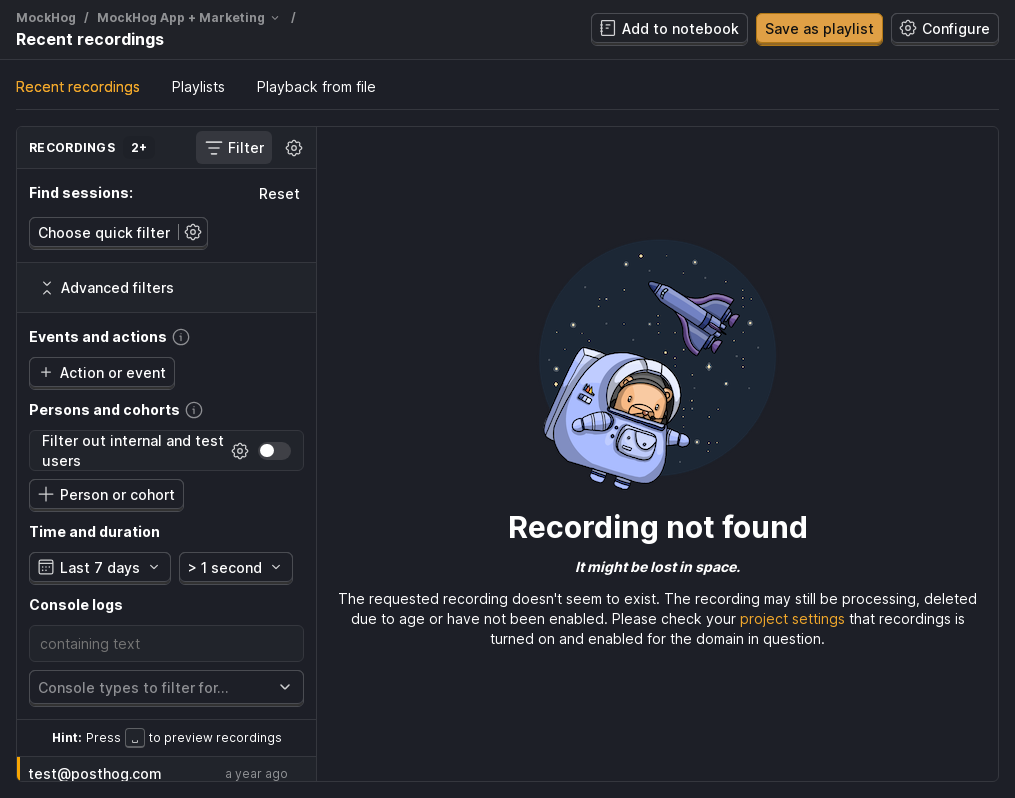 MockHog / MockHog App + Marketing /
Recent recordings
Add to notebook
Save as playlist
Configure
Recent recordings
Playlists
Playback from file
RECORDINGS 2+
Filter
Find sessions:
Reset
Choose quick filter
Advanced filters
Events and actions
+ Action or event
Persons and cohorts
Filter out internal and test
users
+ Person or cohort
Time and duration
Last 7 days
> 1 second
Console logs
containing text
Console types to filter for...
Hint: Press ␣ to preview recordings
test@posthog.com
a year ago
Recording not found
It might be lost in space.
The requested recording doesn't seem to exist. The recording may still be processing, deleted
due to age or have not been enabled. Please check your project settings that recordings is
turned on and enabled for the domain in question.